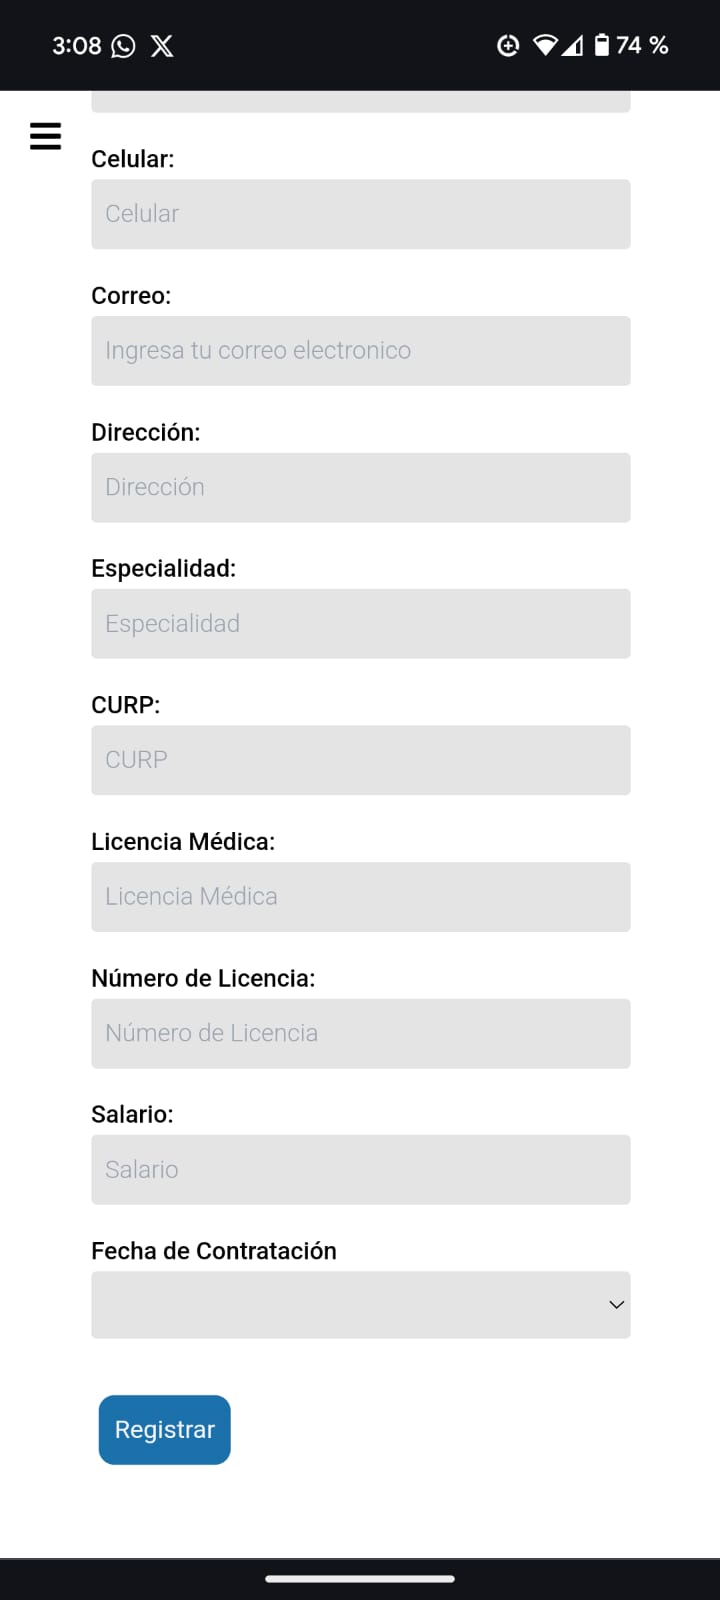 3:08 74 %
Celular:
Celular
Correo:
Ingresa tu correo electronico
Dirección:
Dirección
Especialidad:
Especialidad
CURP:
CURP
Licencia Médica:
Licencia Médica
Número de Licencia:
Número de Licencia
Salario:
Salario
Fecha de Contratación
Registrar